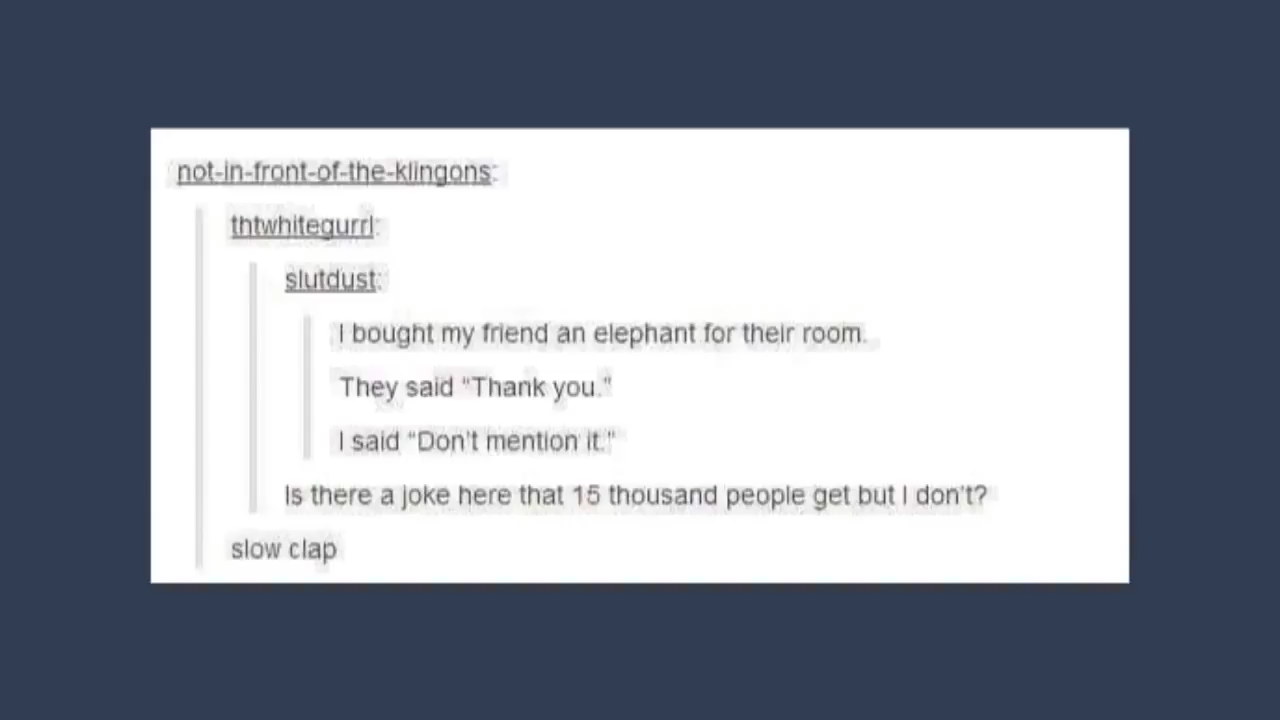 not-in-front-of-the-klingons:
thtwhitegurrl:
slutdust:
I bought my friend an elephant for their room.
They said "Thank you."
I said "Don't mention it."
Is there a joke here that 15 thousand people get but I don't?
slow clap